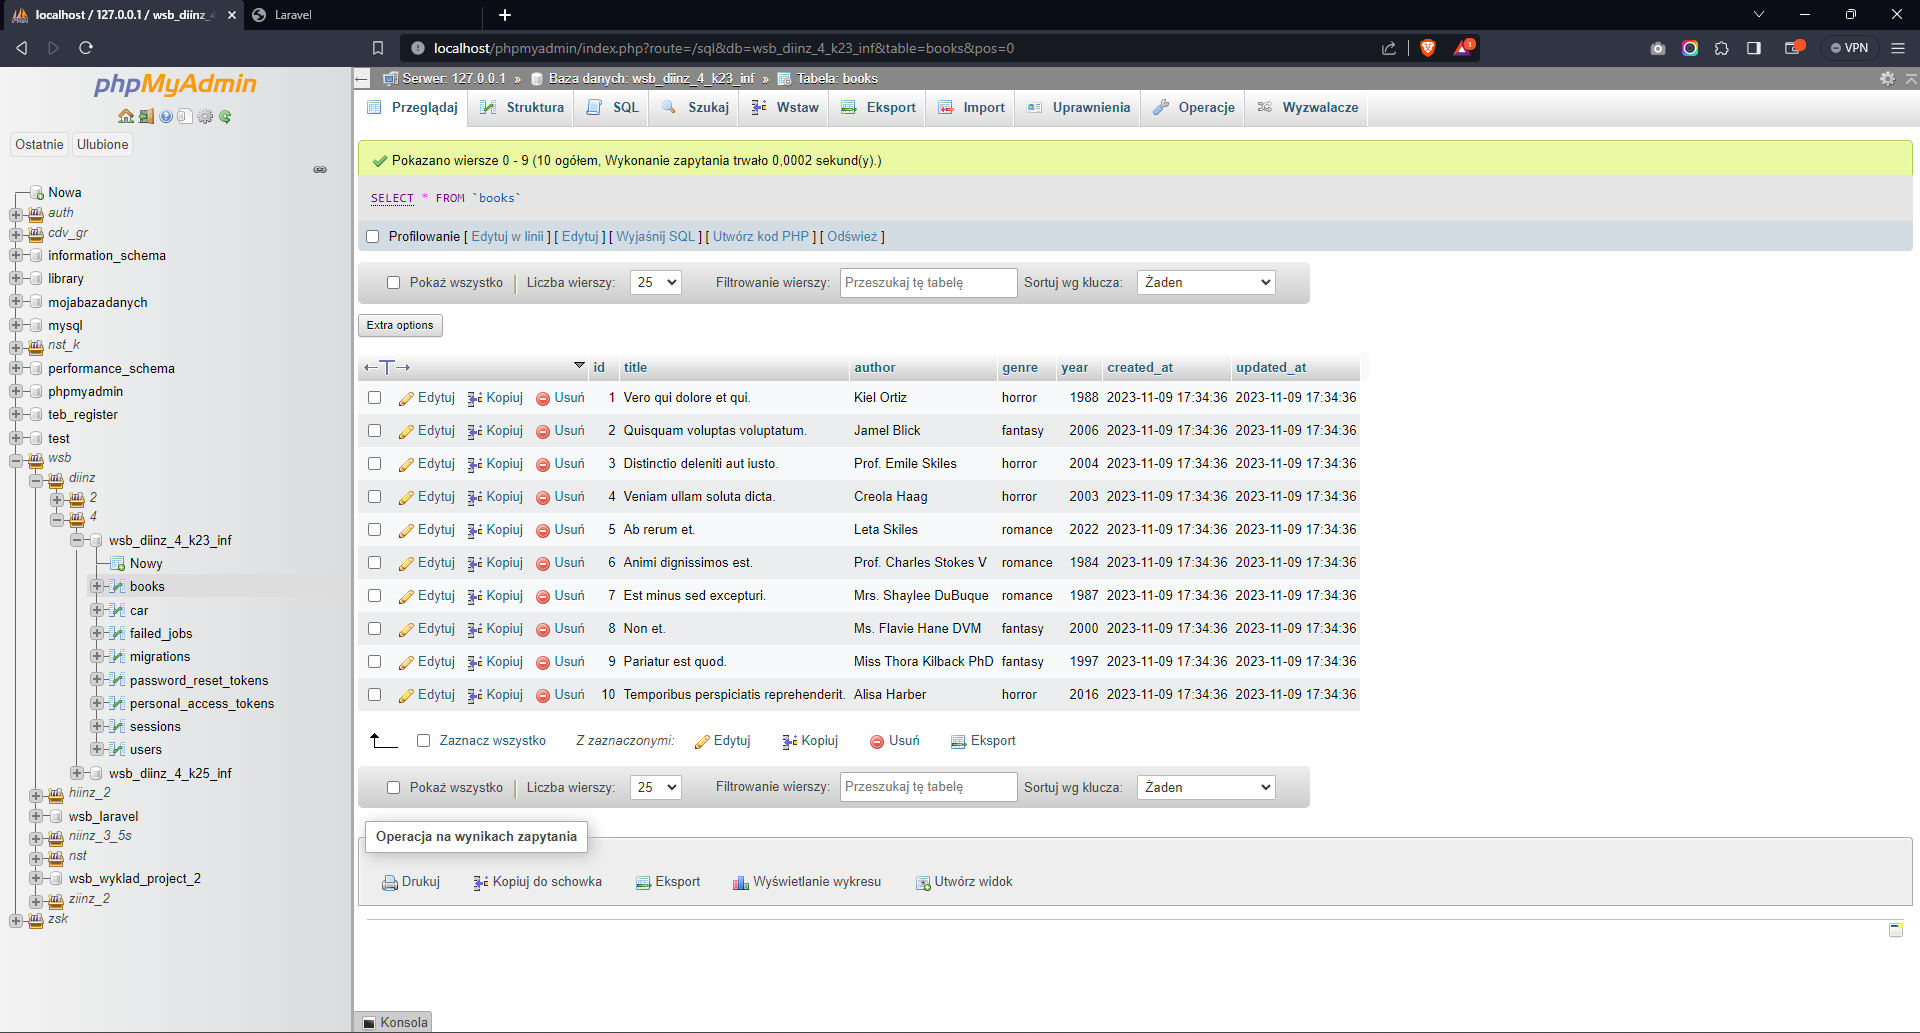 localhost / 127.0.0.1 / wsb_diinz_4
Laravel
localhost/phpmyadmin/index.php?route=/sql&db=wsb_diinz_4_k23_inf&table=books&pos=0
1
VPN
phpMyAdmin
Ostatnie Ulubione
Nowa
auth
cdv_gr
information_schema
library
mojabazadanych
mysql
nst_k
performance_schema
phpmyadmin
teb_register
test
wsb
diinz
2
4
wsb_diinz_4_k23_inf
Nowy
books
car
failed_jobs
migrations
password_reset_tokens
personal_access_tokens
sessions
users
wsb_diinz_4_k25_inf
hiinz_2
wsb_laravel
niinz_3_5s
nst
wsb_wyklad_project_2
ziinz_2
zsk
Serwer: 127.0.0.1 » Baza danych: wsb_diinz_4_k23_inf » Tabela: books
Przeglądaj Struktura SQL Szukaj Wstaw Eksport Import Uprawnienia Operacje Wyzwalacze
Pokazano wiersze 0 - 9 (10 ogółem, Wykonanie zapytania trwało 0,0002 sekund(y).)
SELECT * FROM `books`
Profilowanie [ Edytuj w linii ] [ Edytuj ] [ Wyjaśnij SQL ] [ Utwórz kod PHP ] [ Odśwież ]
Pokaż wszystko Liczba wierszy: 25 Filtrowanie wierszy: Przeszukaj tę tabelę Sortuj wg klucza: Żaden
Extra options
←T→ id title author genre year created_at updated_at
Edytuj Kopiuj Usuń 1 Vero qui dolore et qui. Kiel Ortiz horror 1988 2023-11-09 17:34:36 2023-11-09 17:34:36
Edytuj Kopiuj Usuń 2 Quisquam voluptas voluptatum. Jamel Blick fantasy 2006 2023-11-09 17:34:36 2023-11-09 17:34:36
Edytuj Kopiuj Usuń 3 Distinctio deleniti aut iusto. Prof. Emile Skiles horror 2004 2023-11-09 17:34:36 2023-11-09 17:34:36
Edytuj Kopiuj Usuń 4 Veniam ullam soluta dicta. Creola Haag horror 2003 2023-11-09 17:34:36 2023-11-09 17:34:36
Edytuj Kopiuj Usuń 5 Ab rerum et. Leta Skiles romance 2022 2023-11-09 17:34:36 2023-11-09 17:34:36
Edytuj Kopiuj Usuń 6 Animi dignissimos est. Prof. Charles Stokes V romance 1984 2023-11-09 17:34:36 2023-11-09 17:34:36
Edytuj Kopiuj Usuń 7 Est minus sed excepturi. Mrs. Shaylee DuBuque romance 1987 2023-11-09 17:34:36 2023-11-09 17:34:36
Edytuj Kopiuj Usuń 8 Non et. Ms. Flavie Hane DVM fantasy 2000 2023-11-09 17:34:36 2023-11-09 17:34:36
Edytuj Kopiuj Usuń 9 Pariatur est quod. Miss Thora Kilback PhD fantasy 1997 2023-11-09 17:34:36 2023-11-09 17:34:36
Edytuj Kopiuj Usuń 10 Temporibus perspiciatis reprehenderit. Alisa Harber horror 2016 2023-11-09 17:34:36 2023-11-09 17:34:36
Zaznacz wszystko Z zaznaczonymi: Edytuj Kopiuj Usuń Eksport
Pokaż wszystko Liczba wierszy: 25 Filtrowanie wierszy: Przeszukaj tę tabelę Sortuj wg klucza: Żaden
Operacja na wynikach zapytania
Drukuj Kopiuj do schowka Eksport Wyświetlanie wykresu Utwórz widok
Konsola